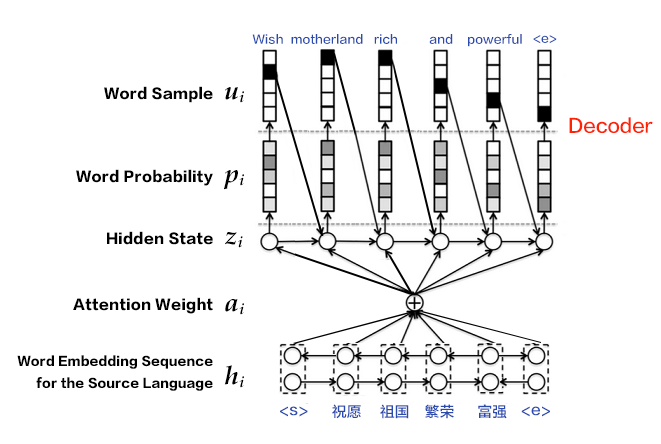 Wish motherland rich and powerful <e>
Word Sample u_i
Decoder
Word Probability p_i
Hidden State z_i
Attention Weight a_i
Word Embedding Sequence
for the Source Language h_i
<s> 祝愿 祖国 繁荣 富强 <e>